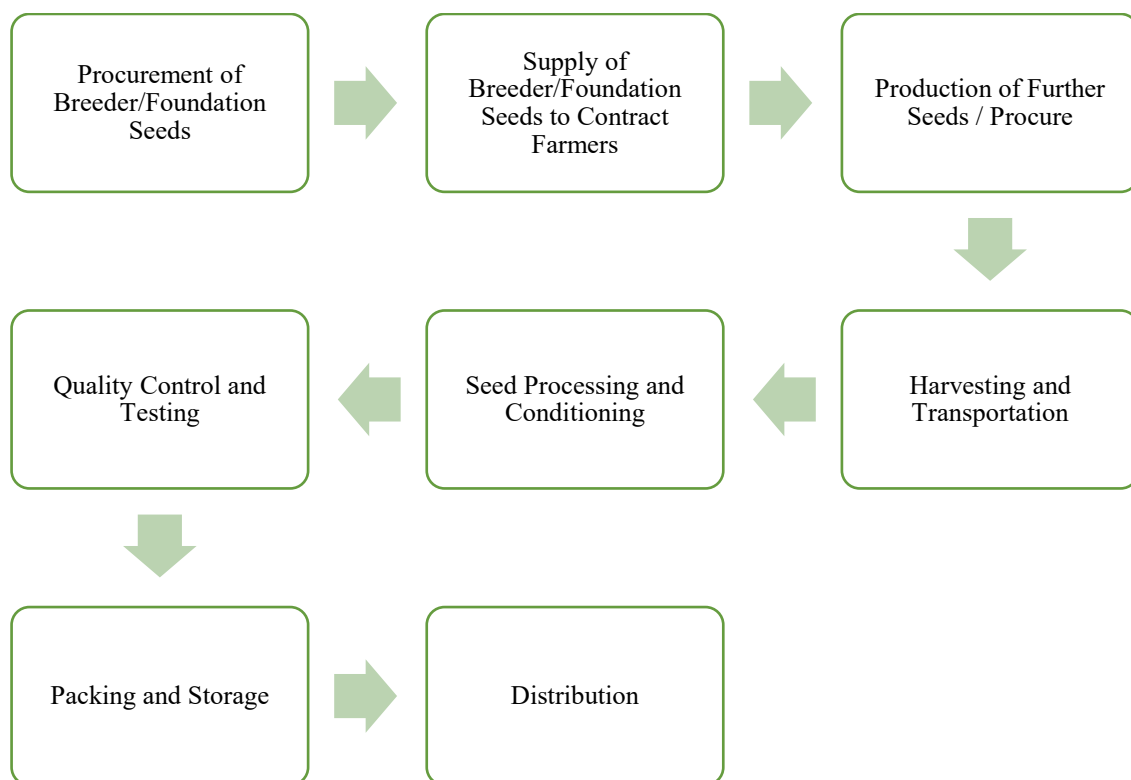 Procurement of
Breeder/Foundation
Seeds
Supply of
Breeder/Foundation
Seeds to Contract
Farmers
Production of Further
Seeds / Procure
Harvesting and
Transportation
Seed Processing and
Conditioning
Quality Control and
Testing
Packing and Storage
Distribution